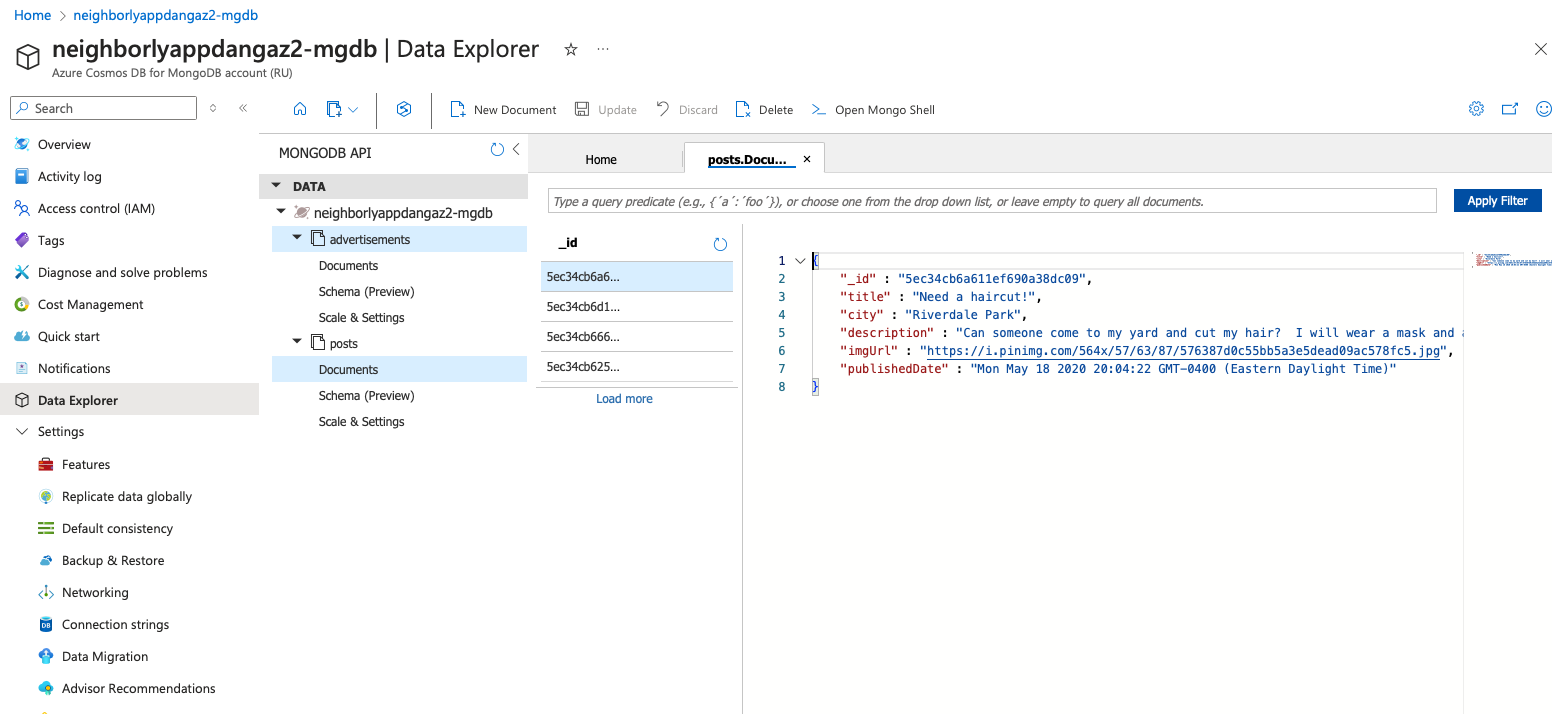 Home > neighborlyappdangaz2-mgdb
neighborlyappdangaz2-mgdb | Data Explorer
Azure Cosmos DB for MongoDB account (RU)
Search
Overview
Activity log
Access control (IAM)
Tags
Diagnose and solve problems
Cost Management
Quick start
Notifications
Data Explorer
Settings
Features
Replicate data globally
Default consistency
Backup & Restore
Networking
Connection strings
Data Migration
Advisor Recommendations
New Document Update Discard Delete Open Mongo Shell
MONGODB API
DATA
neighborlyappdangaz2-mgdb
advertisements
Documents
Schema (Preview)
Scale & Settings
posts
Documents
Schema (Preview)
Scale & Settings
Home posts.Docu...
Type a query predicate (e.g., {´a´:´foo´}), or choose one from the drop down list, or leave empty to query all documents.
Apply Filter
_id
5ec34cb6a6...
5ec34cb6d1...
5ec34cb666...
5ec34cb625...
Load more
1 {
2 "_id" : "5ec34cb6a611ef690a38dc09",
3 "title" : "Need a haircut!",
4 "city" : "Riverdale Park",
5 "description" : "Can someone come to my yard and cut my hair?  I will wear a mask and
6 "imgUrl" : "https://i.pinimg.com/564x/57/63/87/576387d0c55bb5a3e5dead09ac578fc5.jpg",
7 "publishedDate" : "Mon May 18 2020 20:04:22 GMT-0400 (Eastern Daylight Time)"
8 }